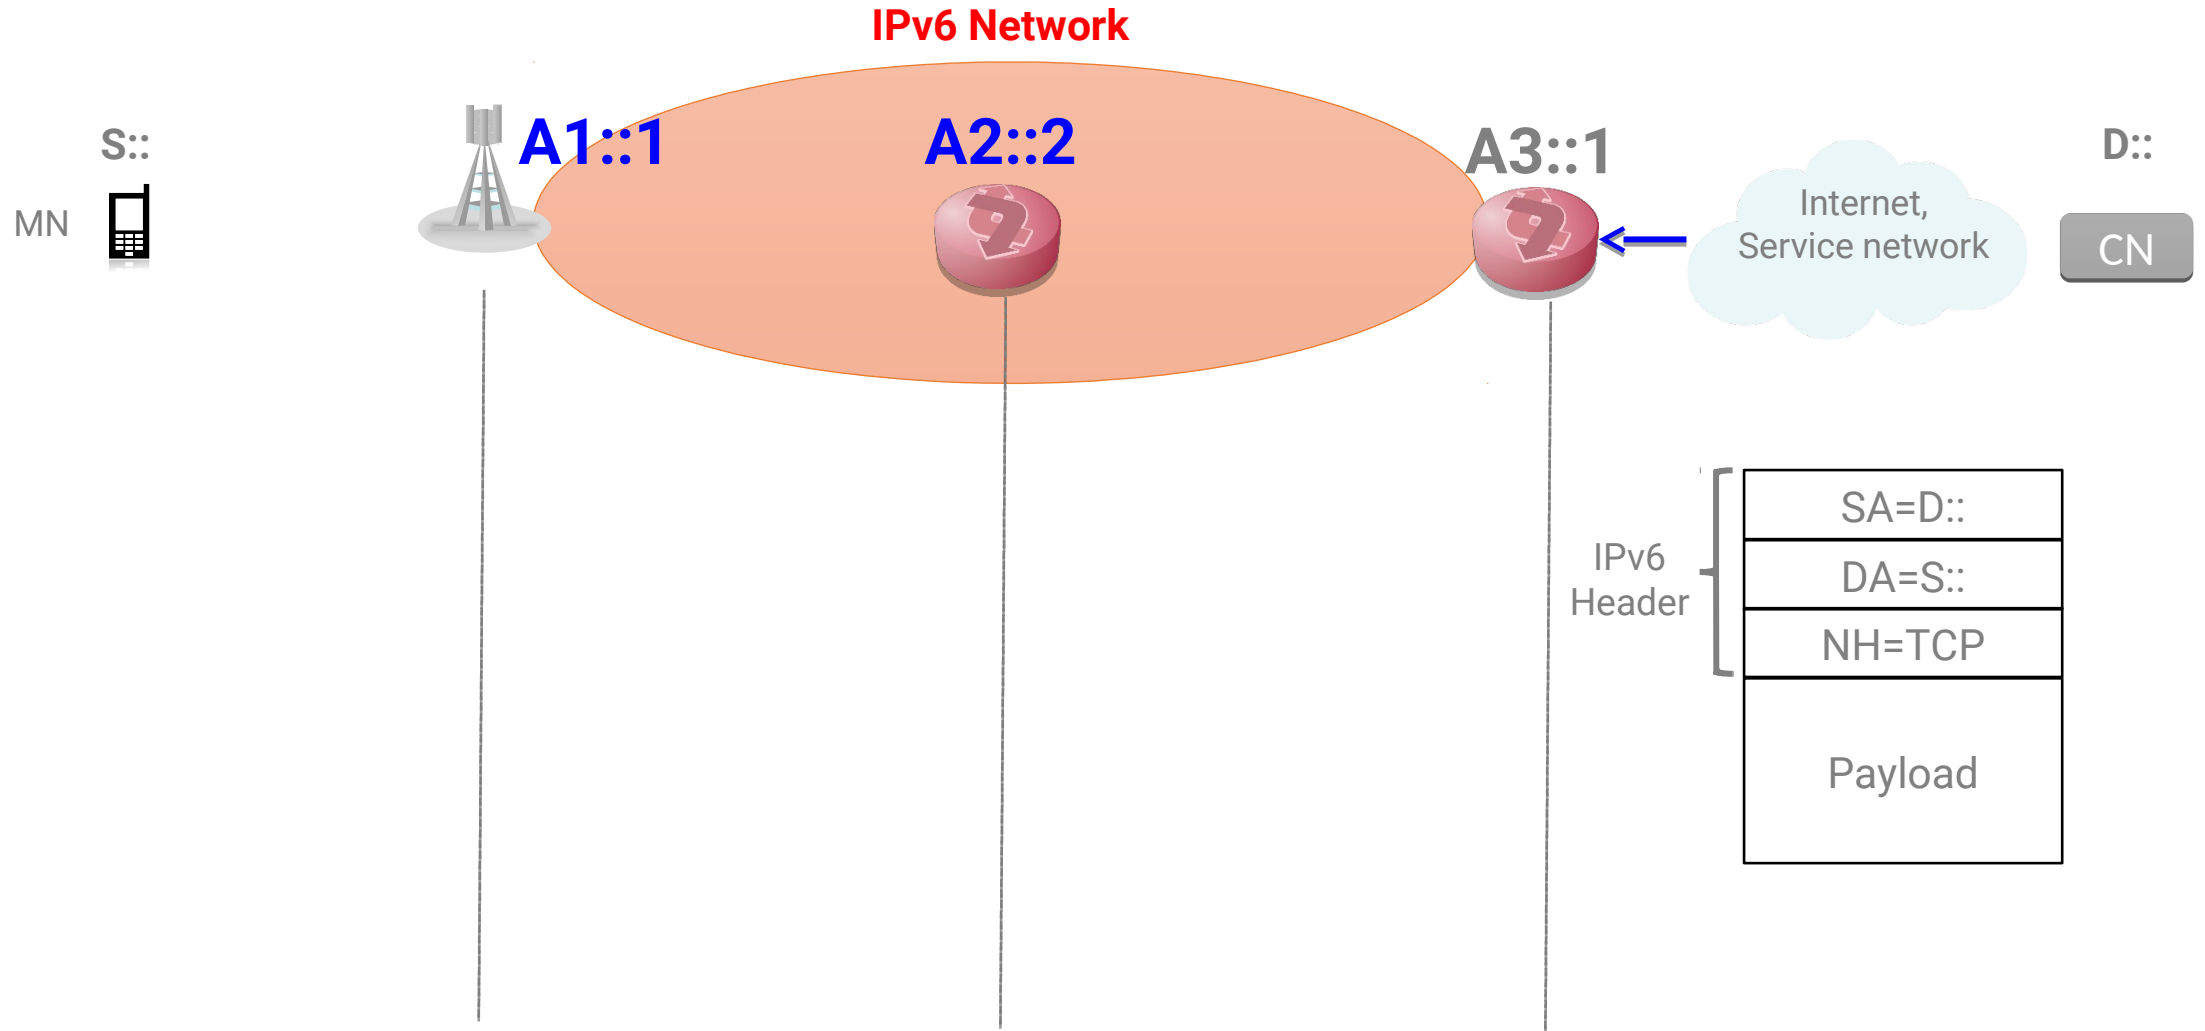 IPv6 Network
S::
A1::1
A2::2
A3::1
D::
MN
Internet,
Service network
CN
IPv6
Header
SA=D::
DA=S::
NH=TCP
Payload